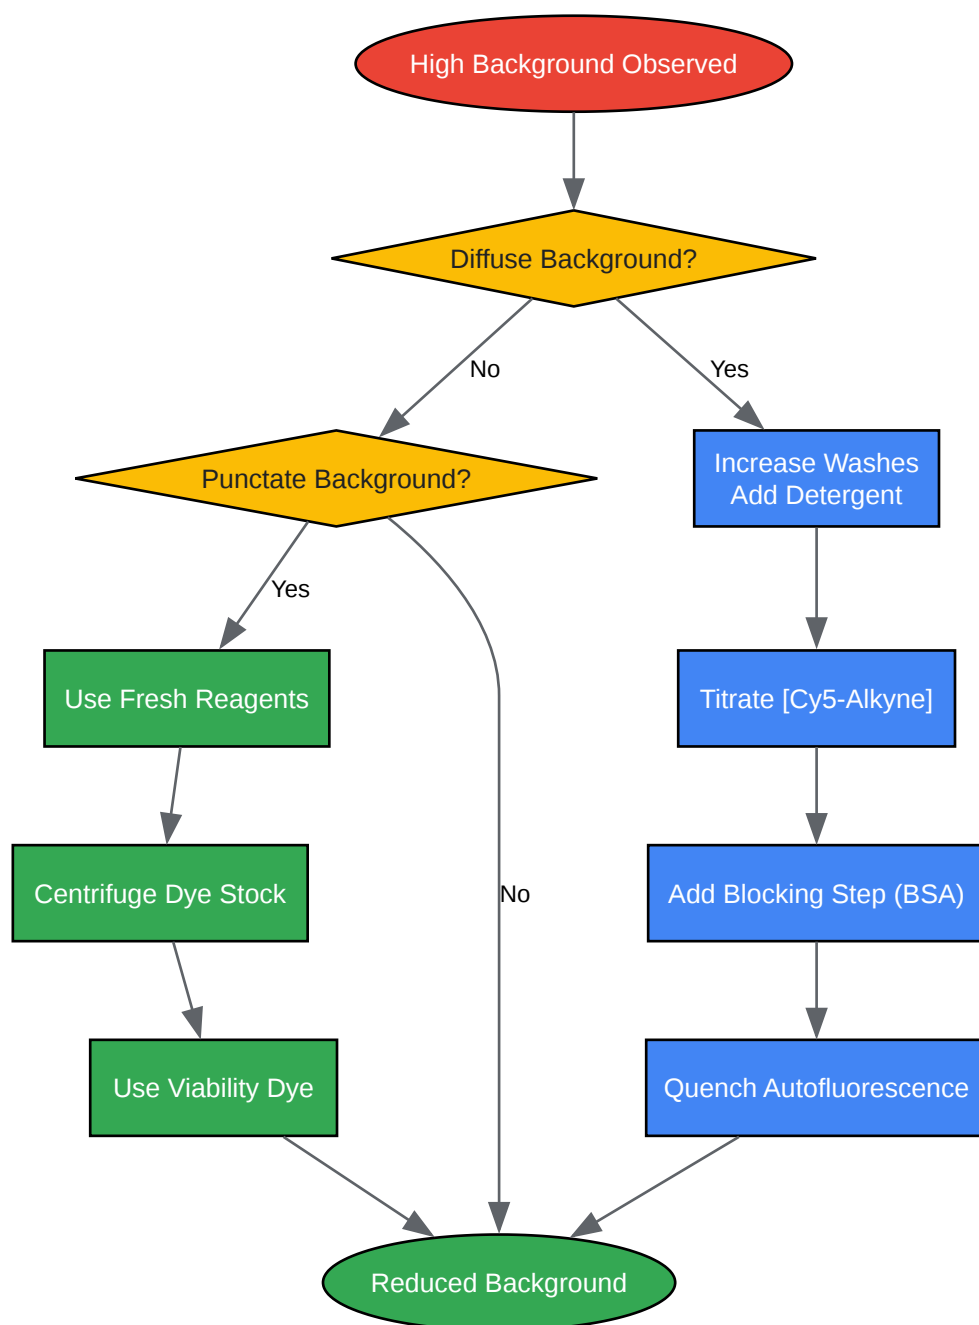 High Background Observed
Diffuse Background?
No
Yes
Punctate Background?
Increase Washes
Add Detergent
Yes
Use Fresh Reagents
Titrate [Cy5-Alkyne]
Centrifuge Dye Stock
No
Add Blocking Step (BSA)
Use Viability Dye
Quench Autofluorescence
Reduced Background